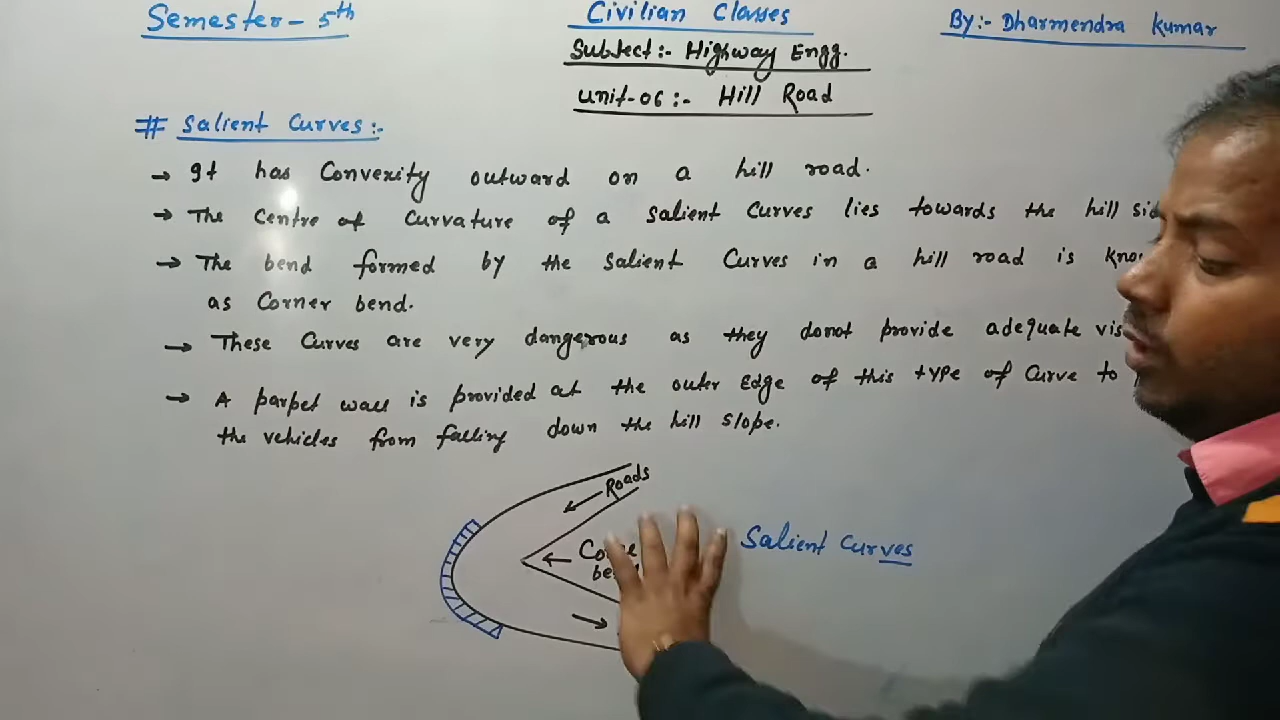 Semester- 5th
Civilian Classes
By:- Dharmendra Kumar
Subject:- Highway Engg.
Unit-06:- Hill Road
# Salient Curves:-
→ It has Convexity outward on a hill road.
→ The Centre of Curvature of a Salient Curves lies towards the hill
→ The bend formed by the Salient Curves in a hill road is
as Corner bend.
→ These Curves are very dangerous as they donot provide adequate
→ A parpet wall is provided at the outer Edge of this type of Curve to
the vehicles from falling down the hill Slope.
Roads
Salient Curves